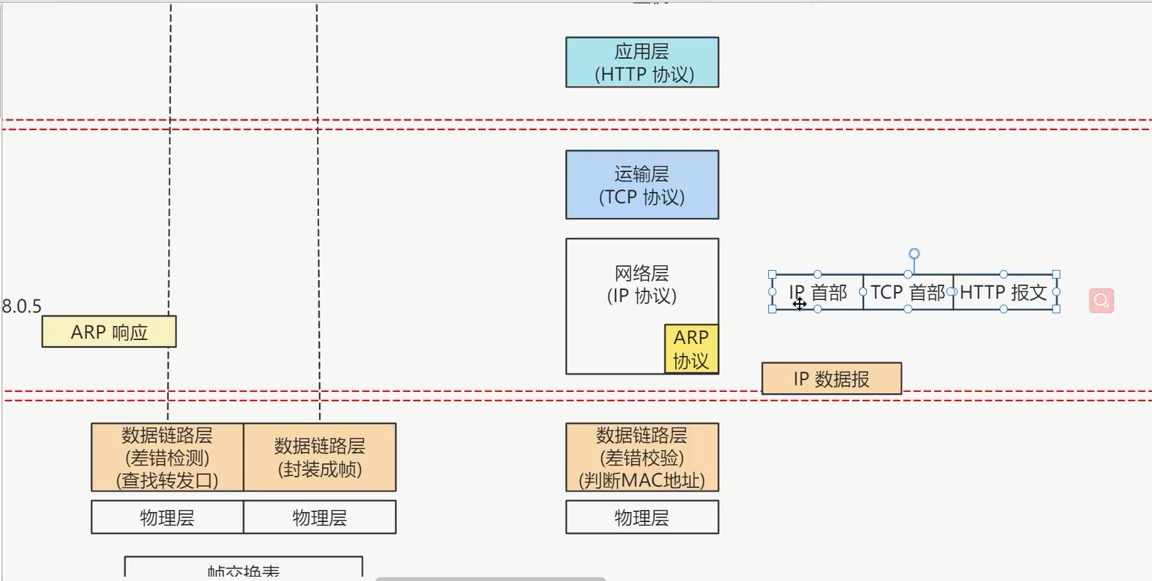 应用层
(HTTP 协议)
运输层
(TCP 协议)
网络层
(IP 协议)
ARP
协议
IP 首部
TCP 首部
HTTP 报文
8.0.5
ARP 响应
IP 数据报
数据链路层
(差错检测)
(查找转发口)
数据链路层
(封装成帧)
数据链路层
(差错校验)
(判断MAC地址)
物理层
物理层
物理层
帧交换表